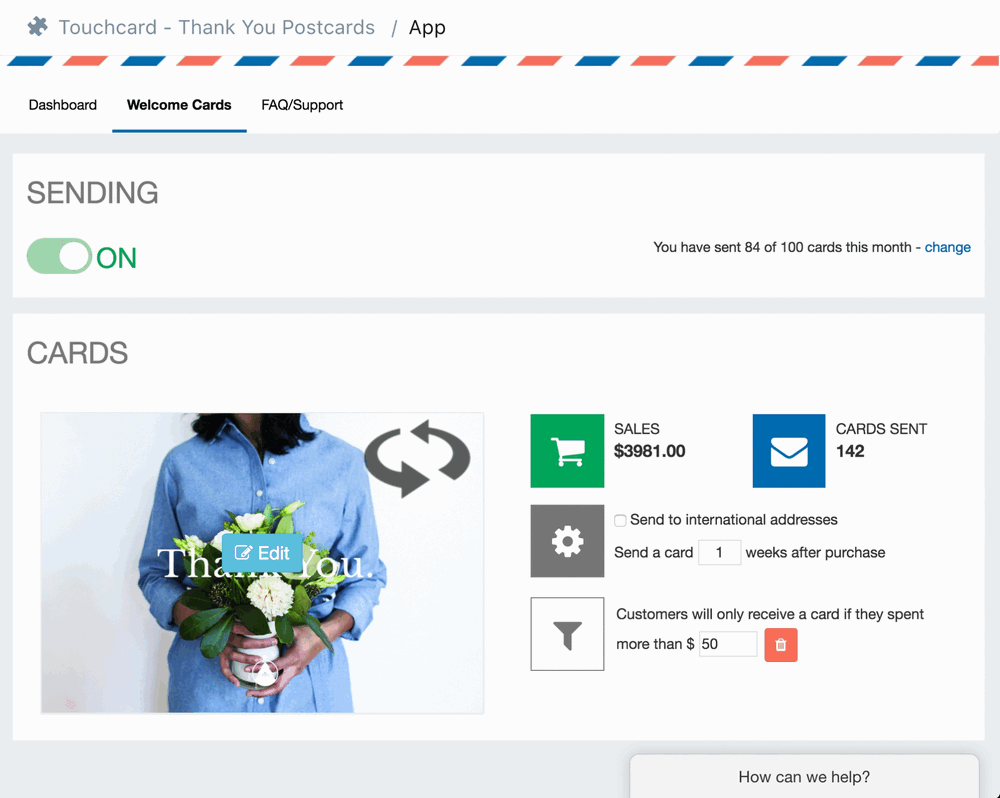 Touchcard - Thank You Postcards / App
Dashboard Welcome Cards FAQ/Support
SENDING
ON
You have sent 84 of 100 cards this month - change
CARDS
Thank You.
Edit
SALES
$3981.00
CARDS SENT
142
Send to international addresses
Send a card 1 weeks after purchase
Customers will only receive a card if they spent
more than $ 50
How can we help?